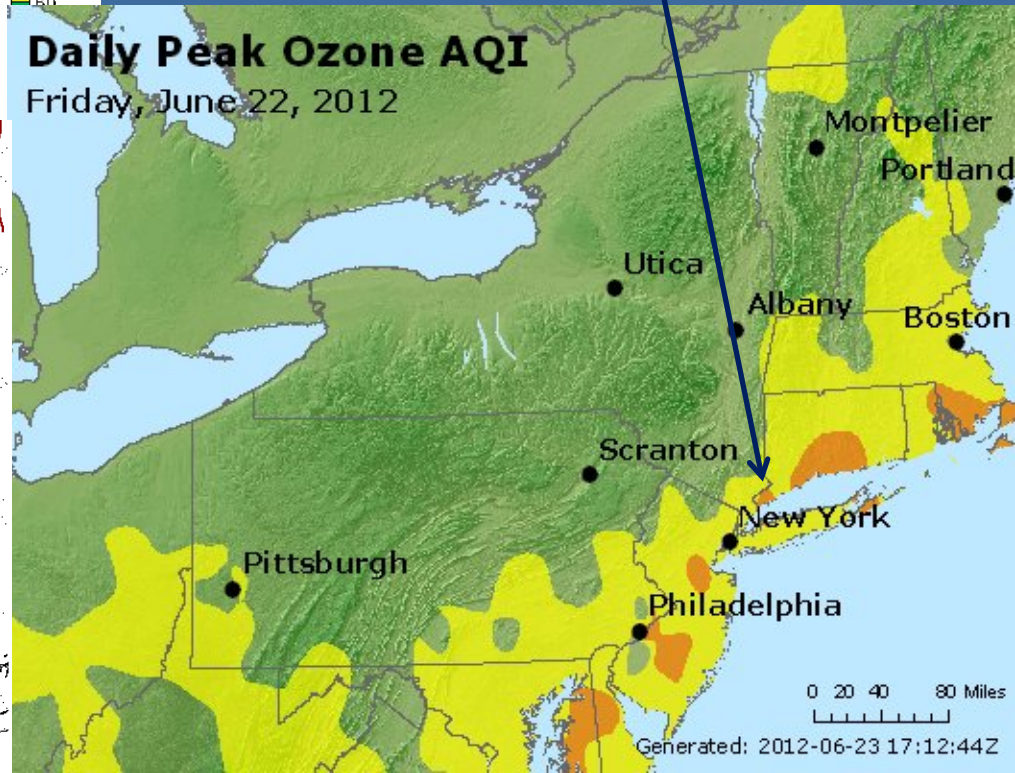 Daily Peak Ozone AQI
Friday, June 22, 2012
Montpelier
Portland
Utica
Albany
Boston
Scranton
New York
Pittsburgh
Philadelphia
0 20 40 80 Miles
Generated: 2012-06-23 17:12:44Z